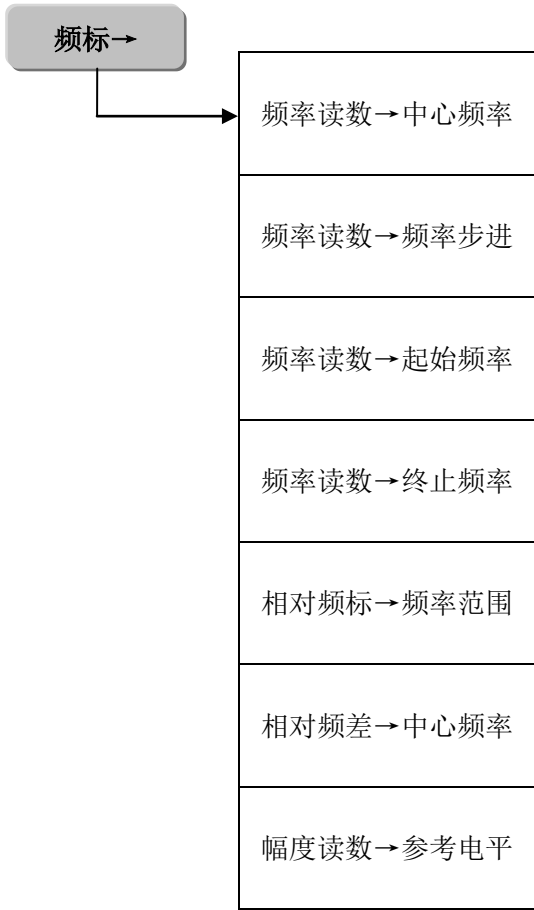 频标→
频率读数→中心频率
频率读数→频率步进
频率读数→起始频率
频率读数→终止频率
相对频标→频率范围
相对频差→中心频率
幅度读数→参考电平